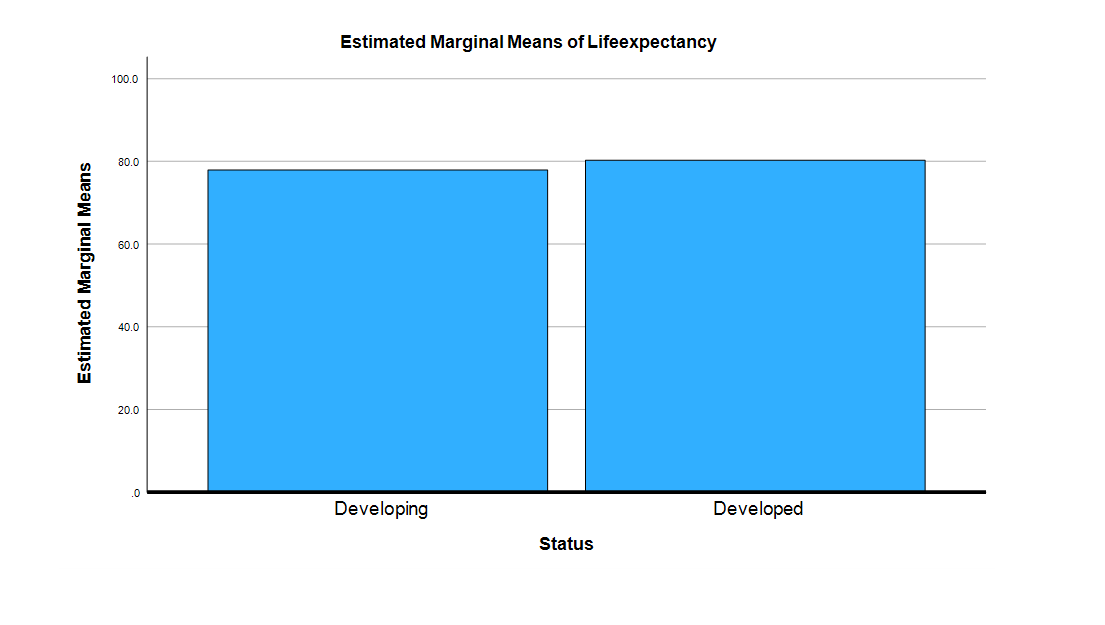 Estimated Marginal Means of Lifeexpectancy
Estimated Marginal Means
100.0
80.0
60.0
40.0
20.0
.0
Developing
Developed
Status